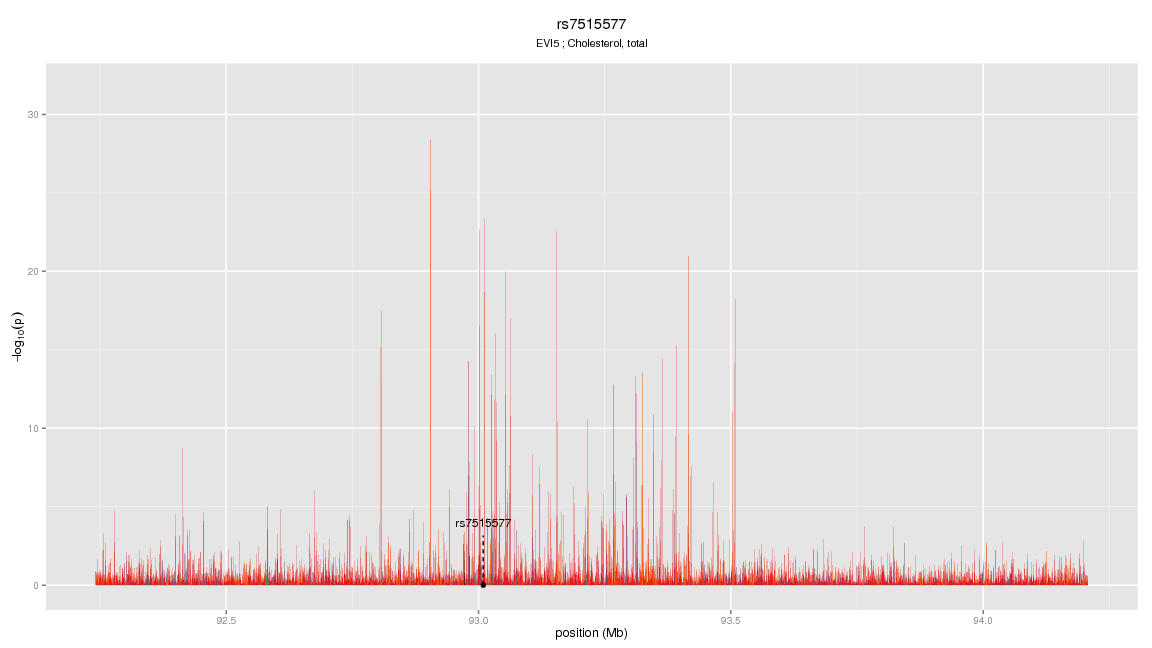 rs7515577
EVI5 ; Cholesterol, total
30
20
10
0
−log10(p)
rs7515577
92.5
93.0
93.5
94.0
position (Mb)